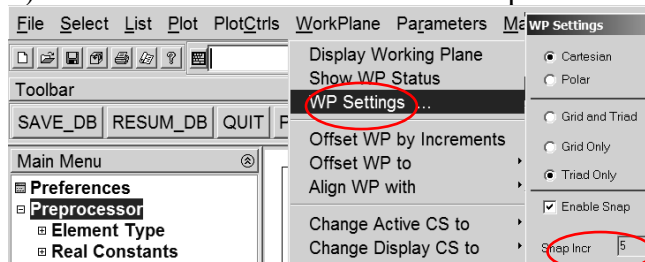 File Select List Plot PlotCtrls WorkPlane Parameters
Toolbar
SAVE_DB RESUM_DB QUIT
Main Menu
Preferences
Preprocessor
Element Type
Real Constants
Display Working Plane
Show WP Status
WP Settings ...
Offset WP by Increments
Offset WP to
Align WP with
Change Active CS to
Change Display CS to
WP Settings
Cartesian
Polar
Grid and Triad
Grid Only
Triad Only
Enable Snap
Snap Incr 5